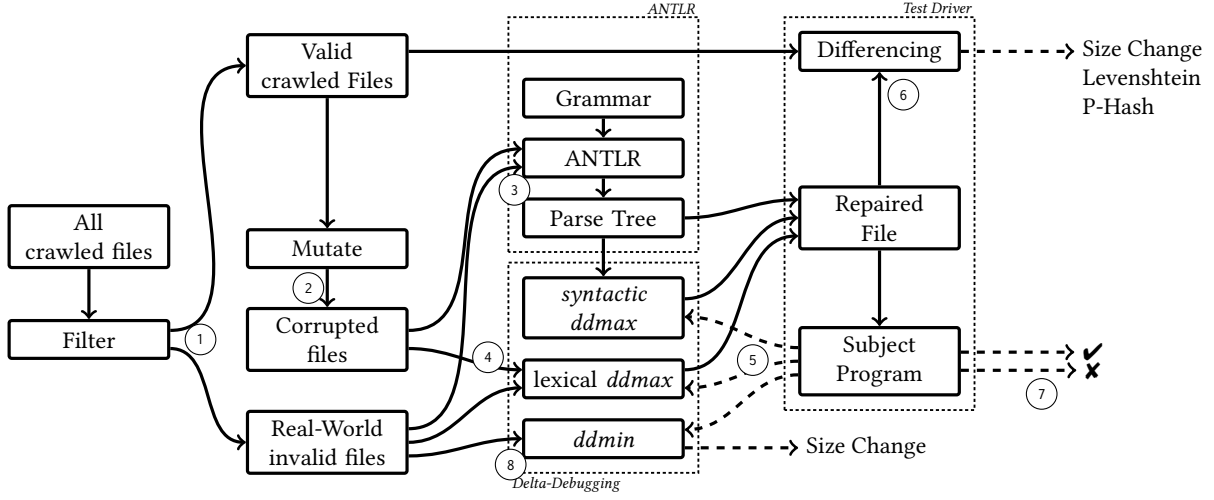 ANTLR
Test Driver
Valid
crawled Files
Differencing
Size Change
Levenshtein
P-Hash
6
Grammar
ANTLR
3
Parse Tree
All
crawled files
Filter
1
Mutate
2
Corrupted
files
Repaired
File
syntactic
ddmax
4
lexical ddmax
5
Subject
Program
✔
✘
7
Real-World
invalid files
ddmin
8
Size Change
Delta-Debugging